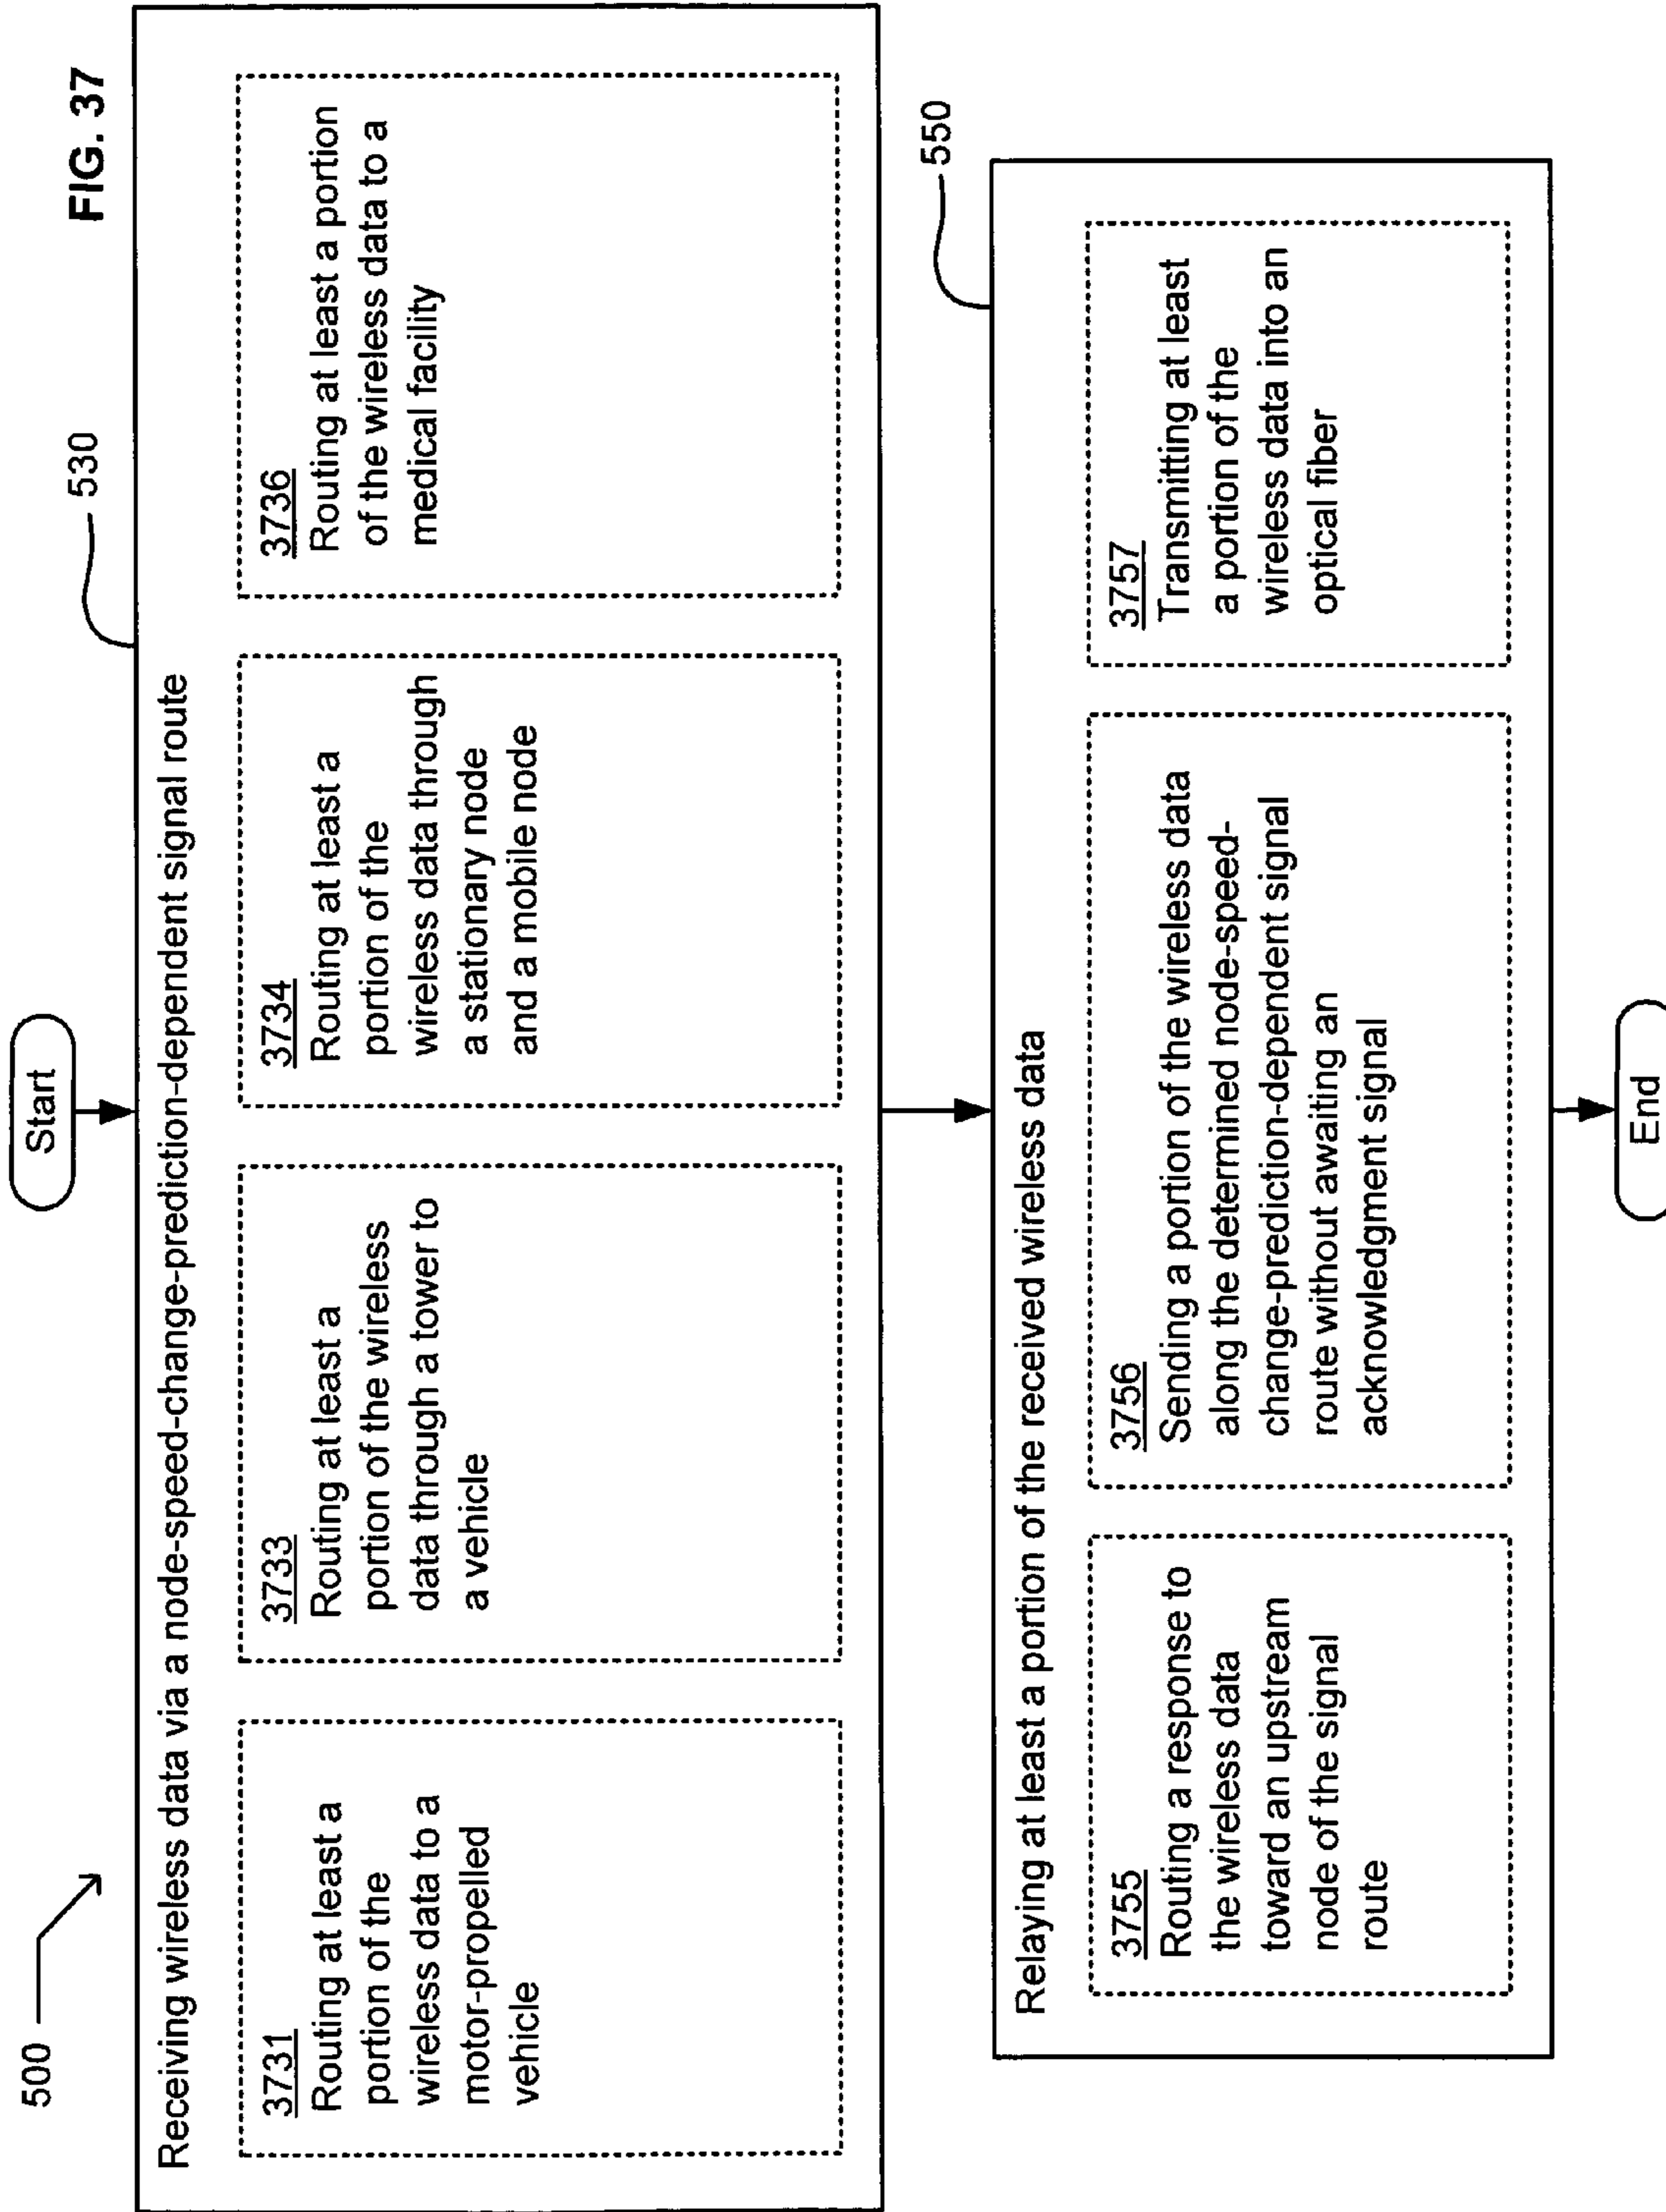 FIG. 37
500
Start
530
Receiving wireless data via a node-speed-change-prediction-dependent signal route
3731
Routing at least a
portion of the
wireless data to a
motor-propelled
vehicle
3733
Routing at least a
portion of the wireless
data through a tower to
a vehicle
3734
Routing at least a
portion of the
wireless data through
a stationary node
and a mobile node
3736
Routing at least a portion
of the wireless data to a
medical facility
550
Relaying at least a portion of the received wireless data
3755
Routing a response to
the wireless data
toward an upstream
node of the signal
route
3756
Sending a portion of the wireless data
along the determined node-speed-
change-prediction-dependent signal
route without awaiting an
acknowledgment signal
3757
Transmitting at least
a portion of the
wireless data into an
optical fiber
End